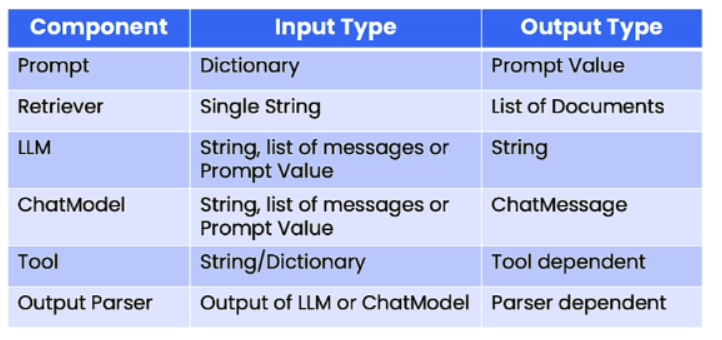 Component Input Type Output Type
Prompt Dictionary Prompt Value
Retriever Single String List of Documents
LLM String, list of messages or String
Prompt Value
ChatModel String, list of messages or ChatMessage
Prompt Value
Tool String/Dictionary Tool dependent
Output Parser Output of LLM or ChatModel Parser dependent